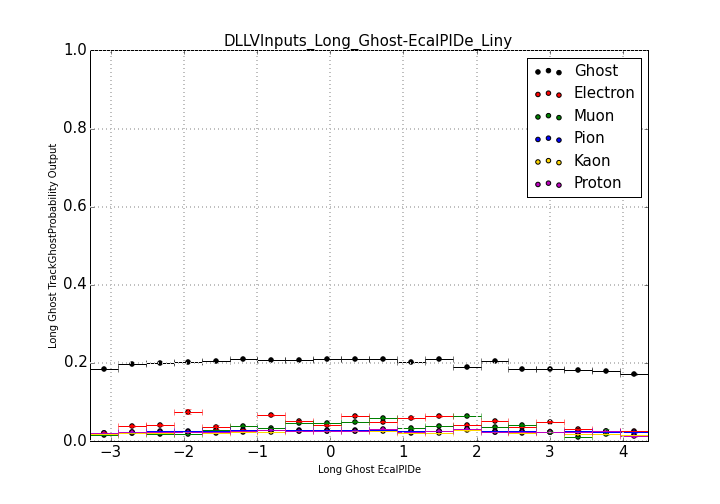 DLLVInputs_Long_Ghost-EcalPIDe_Liny
1.0
0.8
0.6
0.4
0.2
0.0
Long Ghost TrackGhostProbability Output
Ghost
Electron
Muon
Pion
Kaon
Proton
−3 −2 −1 0 1 2 3 4
Long Ghost EcalPIDe